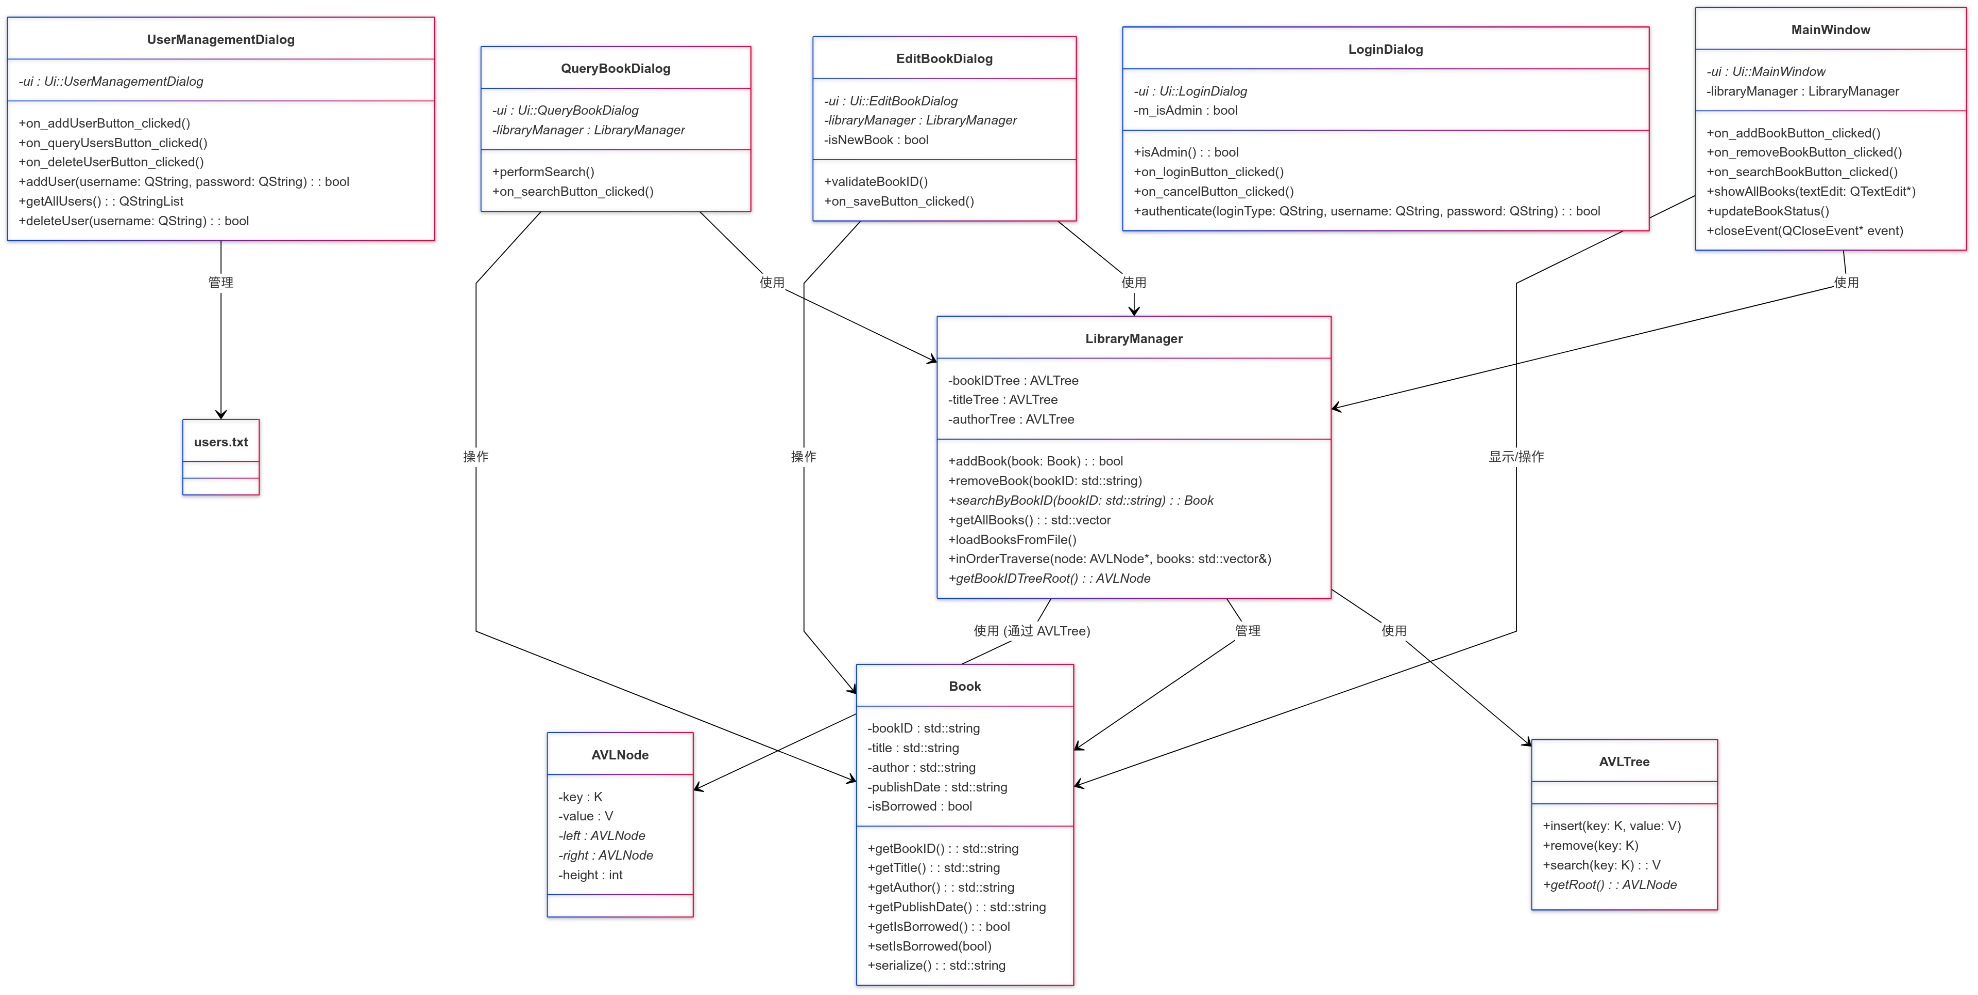 UserManagementDialog
-ui : Ui::UserManagementDialog
+on_addUserButton_clicked()
+on_queryUsersButton_clicked()
+on_deleteUserButton_clicked()
+addUser(username: QString, password: QString) : : bool
+getAllUsers() : : QStringList
+deleteUser(username: QString) : : bool
QueryBookDialog
-ui : Ui::QueryBookDialog
-libraryManager : LibraryManager
+performSearch()
+on_searchButton_clicked()
EditBookDialog
-ui : Ui::EditBookDialog
-libraryManager : LibraryManager
-isNewBook : bool
+validateBookID()
+on_saveButton_clicked()
LoginDialog
-ui : Ui::LoginDialog
-m_isAdmin : bool
+isAdmin() : : bool
+on_loginButton_clicked()
+on_cancelButton_clicked()
+authenticate(loginType: QString, username: QString, password: QString) : : bool
MainWindow
-ui : Ui::MainWindow
-libraryManager : LibraryManager
+on_addBookButton_clicked()
+on_removeBookButton_clicked()
+on_searchBookButton_clicked()
+showAllBooks(textEdit: QTextEdit*)
+updateBookStatus()
+closeEvent(QCloseEvent* event)
管理
使用
使用
使用
users.txt
操作
操作
显示/操作
LibraryManager
-bookIDTree : AVLTree
-titleTree : AVLTree
-authorTree : AVLTree
+addBook(book: Book) : : bool
+removeBook(bookID: std::string)
+searchByBookID(bookID: std::string) : : Book
+getAllBooks() : : std::vector
+loadBooksFromFile()
+inOrderTraverse(node: AVLNode*, books: std::vector&)
+getBookIDTreeRoot() : : AVLNode
使用 (通过 AVLTree)
管理
使用
AVLNode
-key : K
-value : V
-left : AVLNode
-right : AVLNode
-height : int
Book
-bookID : std::string
-title : std::string
-author : std::string
-publishDate : std::string
-isBorrowed : bool
+getBookID() : : std::string
+getTitle() : : std::string
+getAuthor() : : std::string
+getPublishDate() : : std::string
+getIsBorrowed() : : bool
+setIsBorrowed(bool)
+serialize() : : std::string
AVLTree
+insert(key: K, value: V)
+remove(key: K)
+search(key: K) : : V
+getRoot() : : AVLNode